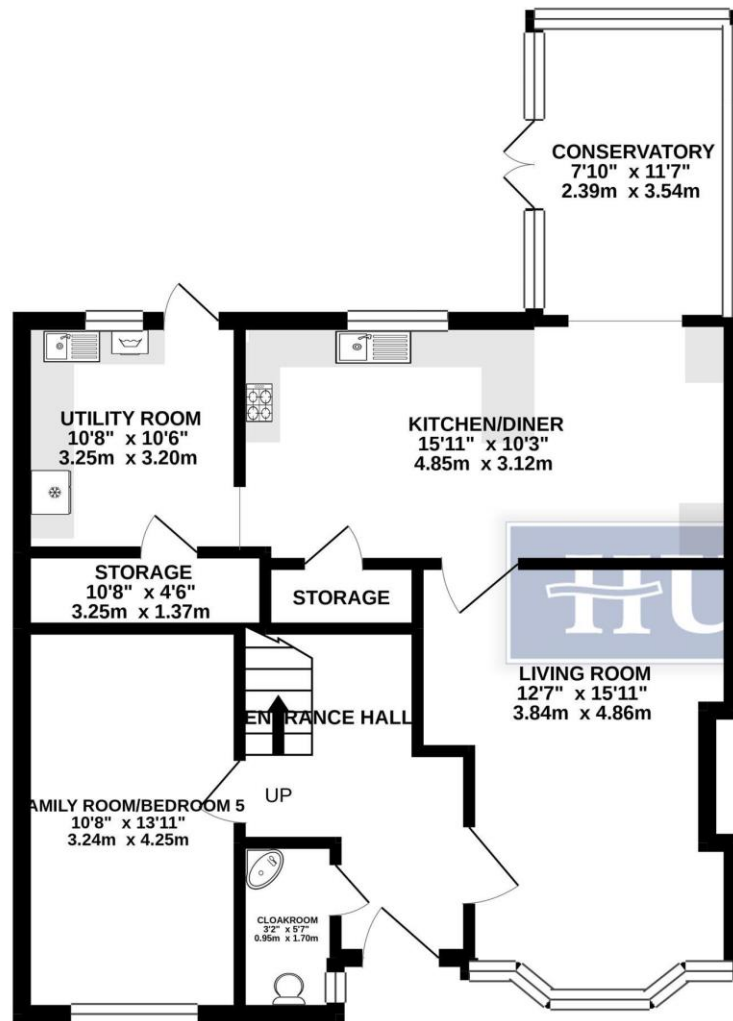 CONSERVATORY
7'10" x 11'7"
2.39m x 3.54m
UTILITY ROOM
10'8" x 10'6"
3.25m x 3.20m
KITCHEN/DINER
15'11" x 10'3"
4.85m x 3.12m
STORAGE
10'8" x 4'6"
3.25m x 1.37m
STORAGE
HU
LIVING ROOM
12'7" x 15'11"
3.84m x 4.86m
ENTRANCE HALL
UP
AMILY ROOM/BEDROOM 5
10'8" x 13'11"
3.24m x 4.25m
CLOAKROOM
3'2" x 5'7"
0.95m x 1.70m